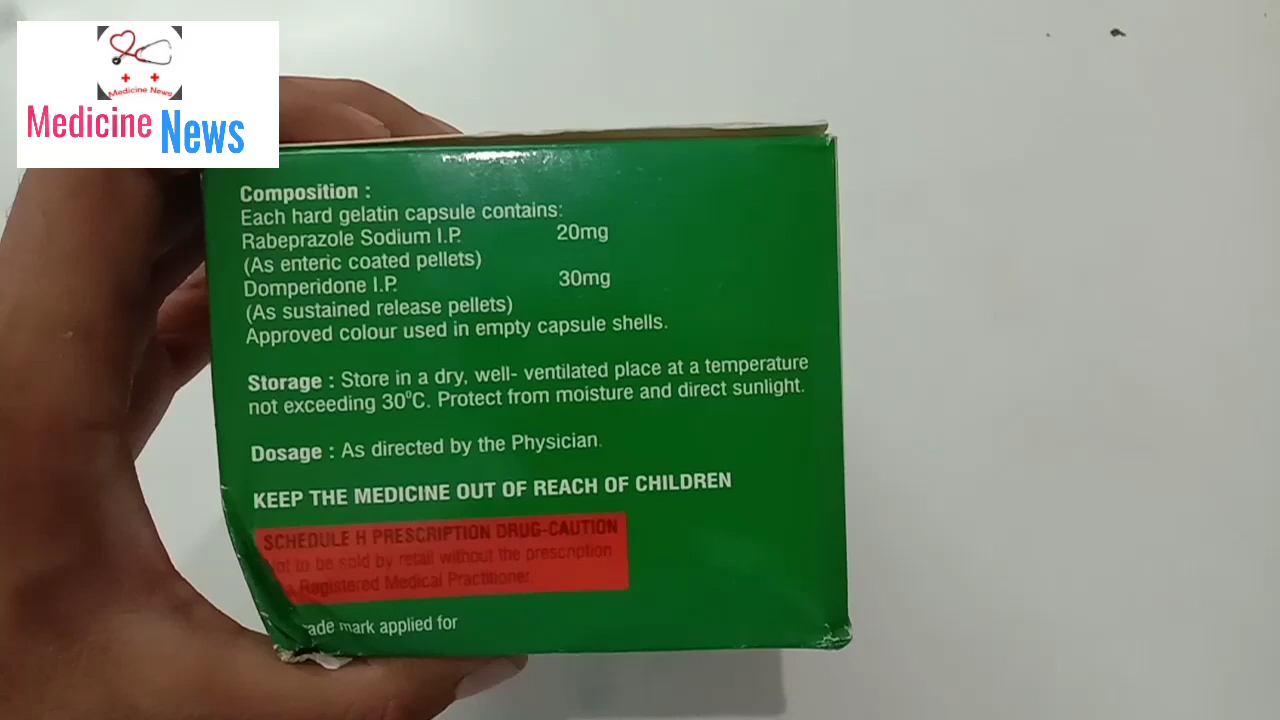 Medicine News
Medicine News
Composition :
Each hard gelatin capsule contains:
Rabeprazole Sodium I.P. 20mg
(As enteric coated pellets)
Domperidone I.P. 30mg
(As sustained release pellets)
Approved colour used in empty capsule shells.
Storage : Store in a dry, well- ventilated place at a temperature
not exceeding 30°C. Protect from moisture and direct sunlight.
Dosage : As directed by the Physician.
KEEP THE MEDICINE OUT OF REACH OF CHILDREN
SCHEDULE H PRESCRIPTION DRUG-CAUTION
to be sold by retail without the prescription
a Registered Medical Practitioner.
mark applied for